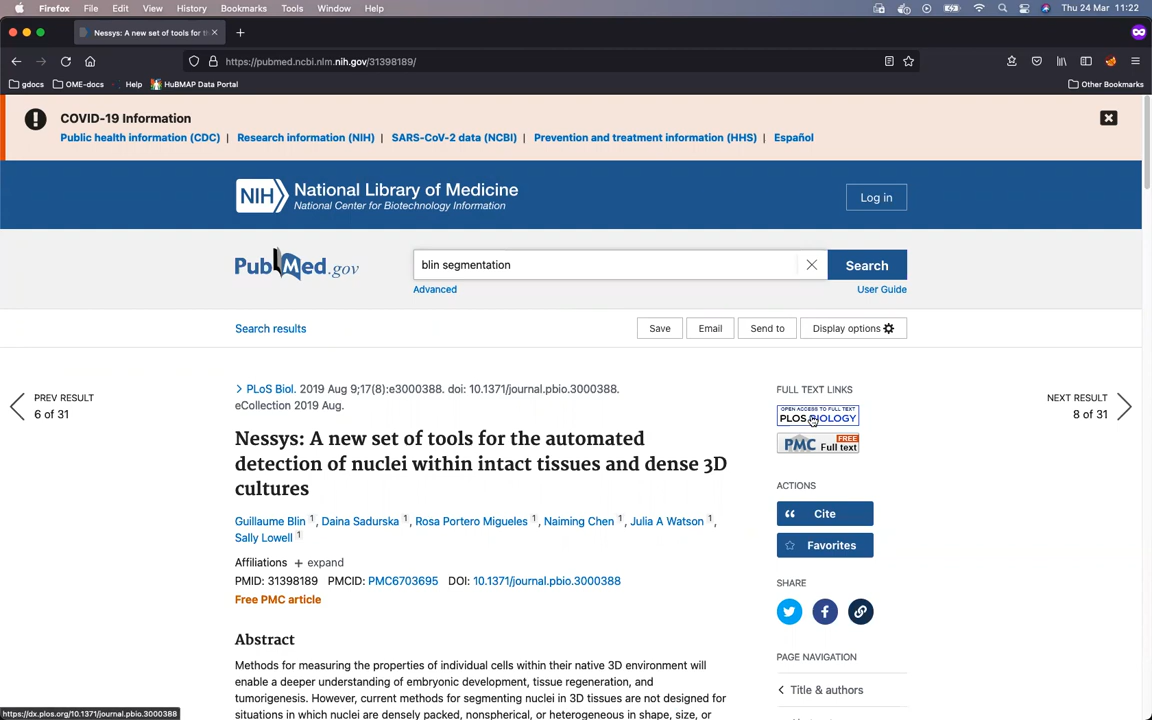 Firefox File Edit View History Bookmarks Tools Window Help Thu 24 Mar 11:22
Nessys: A new set of tools for t
https://pubmed.ncbi.nlm.nih.gov/31398189/
gdocs OME-docs Help HuBMAP Data Portal Other Bookmarks
COVID-19 Information
Public health information (CDC) | Research information (NIH) | SARS-CoV-2 data (NCBI) | Prevention and treatment information (HHS) | Español
NIH National Library of Medicine
National Center for Biotechnology Information
Log in
PubMed.gov
blin segmentation
Search
Advanced
User Guide
Search results
Save Email Send to Display options
PREV RESULT
6 of 31
NEXT RESULT
8 of 31
> PLoS Biol. 2019 Aug 9;17(8):e3000388. doi: 10.1371/journal.pbio.3000388.
eCollection 2019 Aug.
Nessys: A new set of tools for the automated
detection of nuclei within intact tissues and dense 3D
cultures
Guillaume Blin 1, Daina Sadurska 1, Rosa Portero Migueles 1, Naiming Chen 1, Julia A Watson 1,
Sally Lowell 1
Affiliations + expand
PMID: 31398189 PMCID: PMC6703695 DOI: 10.1371/journal.pbio.3000388
Free PMC article
Abstract
Methods for measuring the properties of individual cells within their native 3D environment will
enable a deeper understanding of embryonic development, tissue regeneration, and
tumorigenesis. However, current methods for segmenting nuclei in 3D tissues are not designed for
situations in which nuclei are densely packed, nonspherical, or heterogeneous in shape, size, or
FULL TEXT LINKS
OPEN ACCESS TO FULL TEXT
PLOS BIOLOGY
PMC FREE
Full text
ACTIONS
Cite
Favorites
SHARE
PAGE NAVIGATION
Title & authors
https://dx.plos.org/10.1371/journal.pbio.3000388